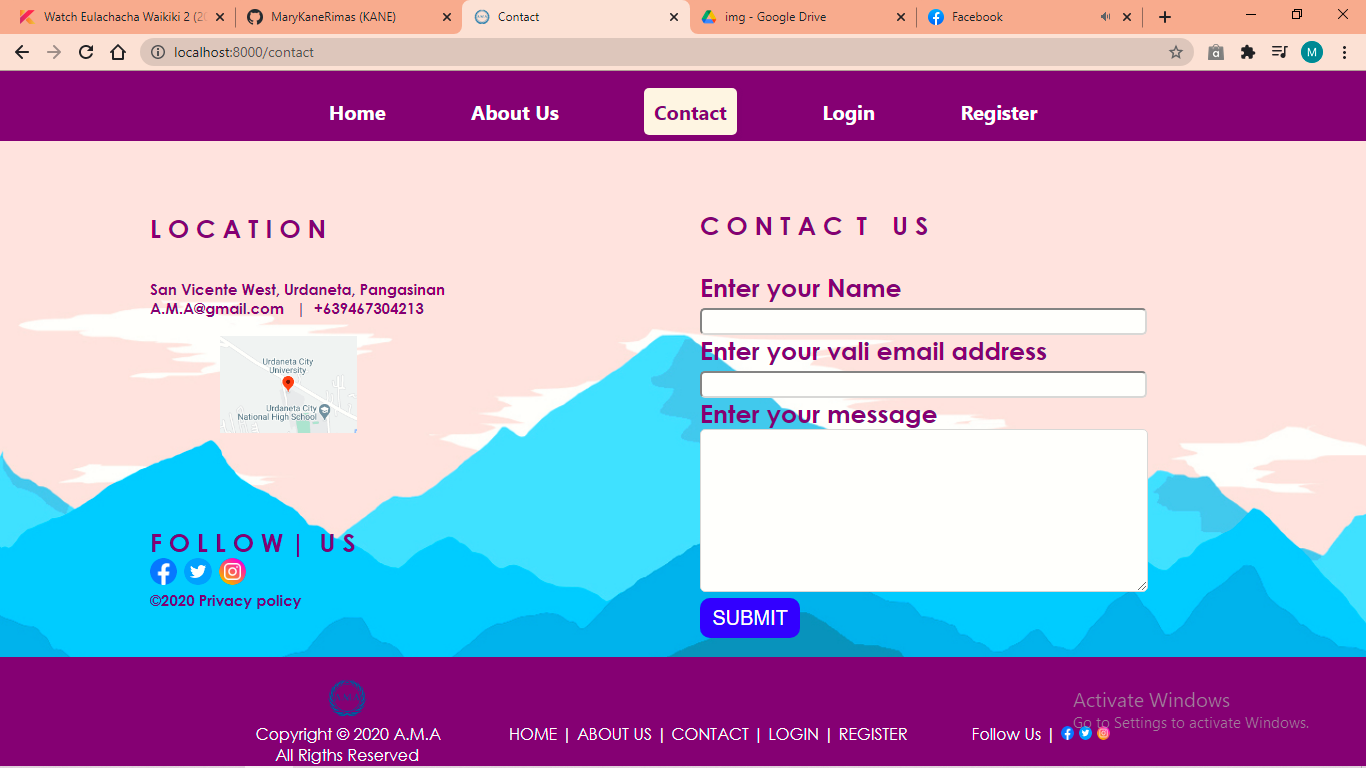 Watch Eulachacha Waikiki 2 (20
MaryKaneRimas (KANE)
Contact
img - Google Drive
Facebook
localhost:8000/contact
M
Home
About Us
Contact
Login
Register
LOCATION
San Vicente West, Urdaneta, Pangasinan
A.M.A@gmail.com | +639467304213
Urdaneta City
University
Urdaneta City
National High School
FOLLOW| US
©2020 Privacy policy
CONTACT US
Enter your Name
Enter your vali email address
Enter your message
SUBMIT
Copyright © 2020 A.M.A
All Rigths Reserved
HOME | ABOUT US | CONTACT | LOGIN | REGISTER
Follow Us |
Activate Windows
Go to Settings to activate Windows.